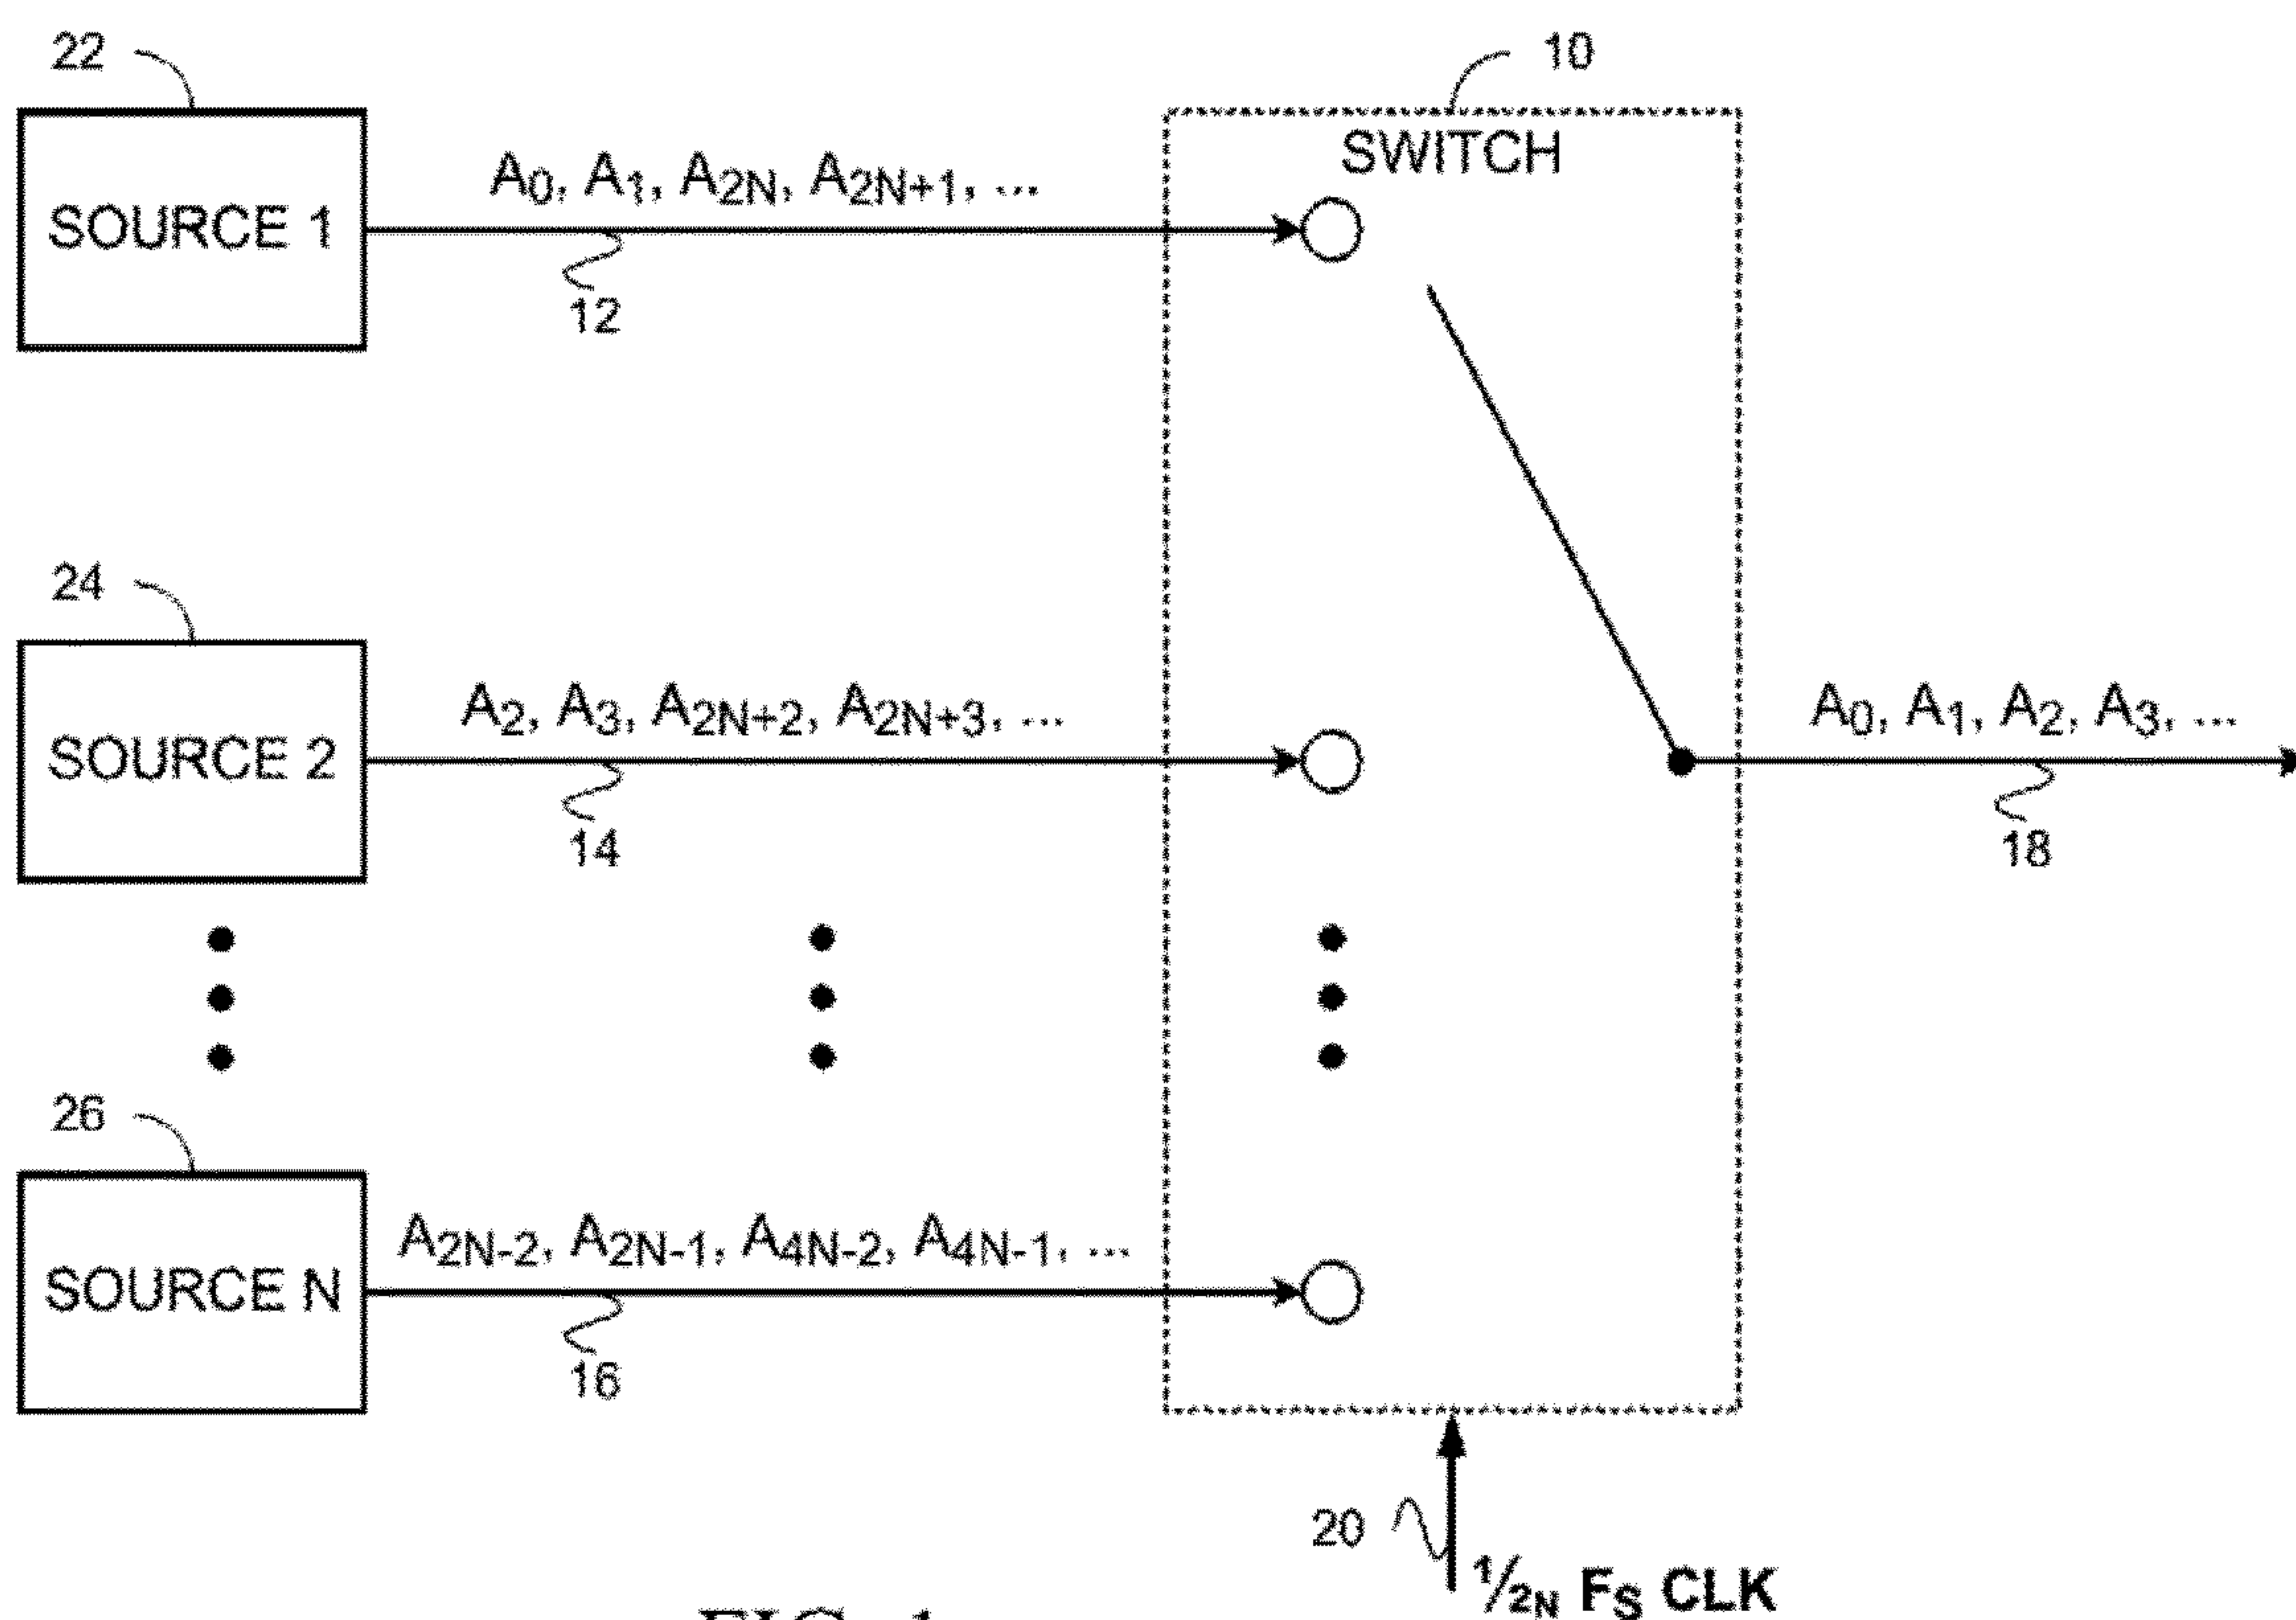 22
10
SWITCH
SOURCE 1
A0, A1, A2N, A2N+1, ...
12
24
SOURCE 2
A2, A3, A2N+2, A2N+3, ...
14
A0, A1, A2, A3, ...
18
26
SOURCE N
A2N-2, A2N-1, A4N-2, A4N-1, ...
16
20
1/2N FS CLK
FIG. 1